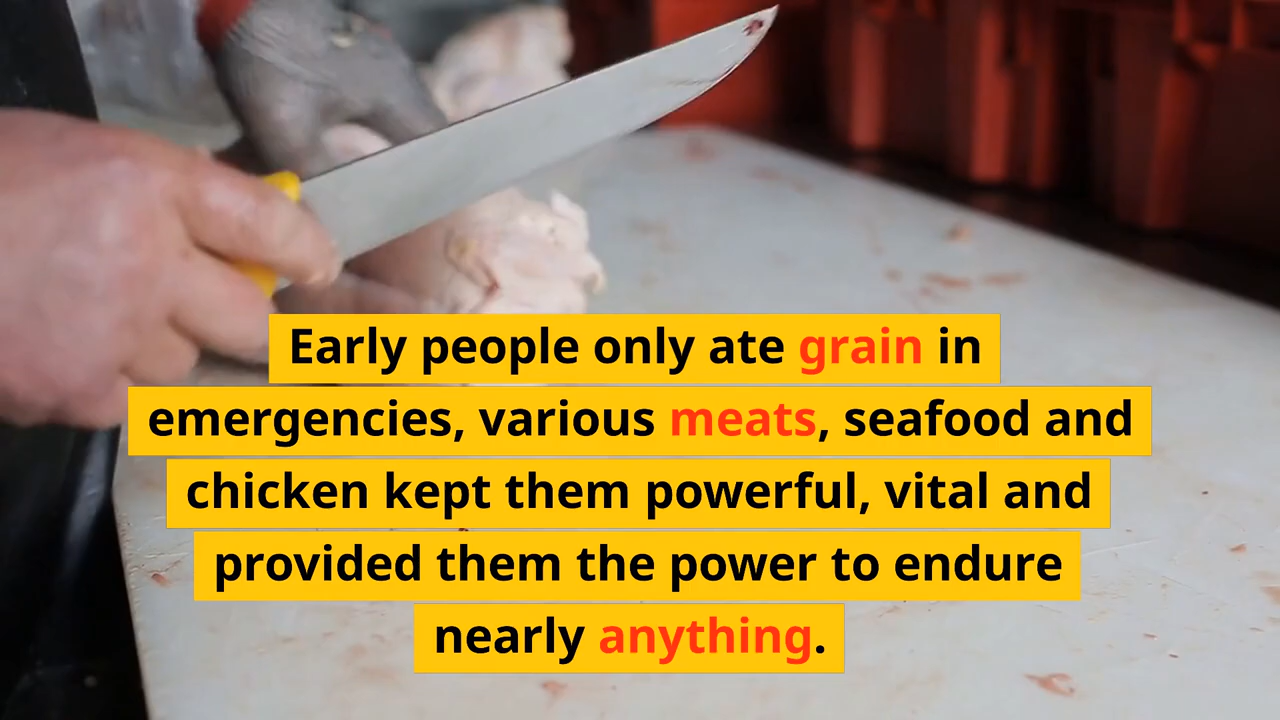 Early people only ate grain in
emergencies, various meats, seafood and
chicken kept them powerful, vital and
provided them the power to endure
nearly anything.